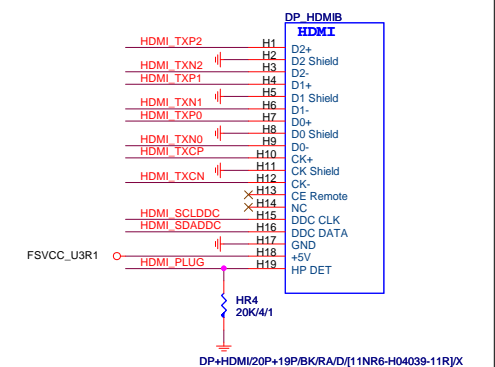 DP_HDMIB
HDMI
HDMI_TXP2 H1 D2+
H2 D2 Shield
HDMI_TXN2 H3 D2-
HDMI_TXP1 H4 D1+
H5 D1 Shield
HDMI_TXN1 H6 D1-
HDMI_TXP0 H7 D0+
H8 D0 Shield
HDMI_TXN0 H9 D0-
HDMI_TXCP H10 CK+
H11 CK Shield
HDMI_TXCN H12 CK-
H13 CE Remote
H14 NC
HDMI_SCLDDC H15 DDC CLK
HDMI_SDADDC H16 DDC DATA
H17 GND
FSVCC_U3R1 H18 +5V
HDMI_PLUG H19 HP DET
HR4
20K/4/1
DP+HDMI/20P+19P/BK/RA/D/[11NR6-H04039-11R]/X